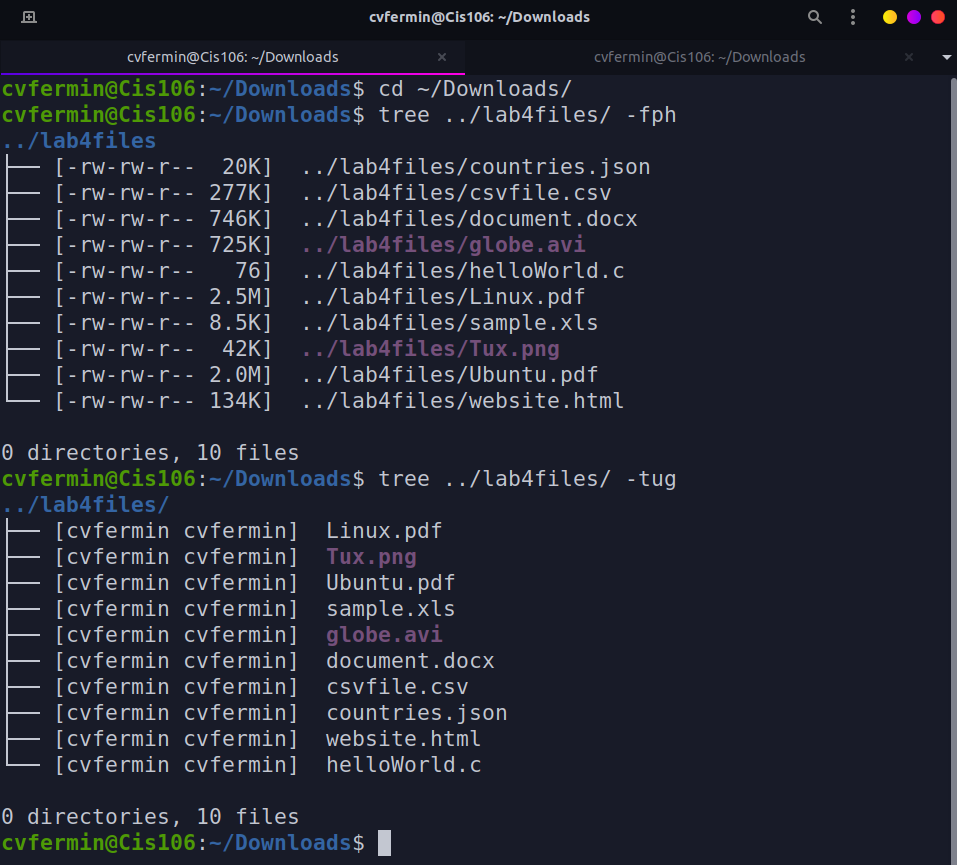 cvfermin@Cis106: ~/Downloads
cvfermin@Cis106: ~/Downloads × cvfermin@Cis106: ~/Downloads ×
cvfermin@Cis106:~/Downloads$ cd ~/Downloads/
cvfermin@Cis106:~/Downloads$ tree ../lab4files/ -fph
../lab4files
├── [-rw-rw-r--  20K]  ../lab4files/countries.json
├── [-rw-rw-r-- 277K]  ../lab4files/csvfile.csv
├── [-rw-rw-r-- 746K]  ../lab4files/document.docx
├── [-rw-rw-r-- 725K]  ../lab4files/globe.avi
├── [-rw-rw-r--   76]  ../lab4files/helloWorld.c
├── [-rw-rw-r-- 2.5M]  ../lab4files/Linux.pdf
├── [-rw-rw-r-- 8.5K]  ../lab4files/sample.xls
├── [-rw-rw-r--  42K]  ../lab4files/Tux.png
├── [-rw-rw-r-- 2.0M]  ../lab4files/Ubuntu.pdf
└── [-rw-rw-r-- 134K]  ../lab4files/website.html
0 directories, 10 files
cvfermin@Cis106:~/Downloads$ tree ../lab4files/ -tug
../lab4files/
├── [cvfermin cvfermin]  Linux.pdf
├── [cvfermin cvfermin]  Tux.png
├── [cvfermin cvfermin]  Ubuntu.pdf
├── [cvfermin cvfermin]  sample.xls
├── [cvfermin cvfermin]  globe.avi
├── [cvfermin cvfermin]  document.docx
├── [cvfermin cvfermin]  csvfile.csv
├── [cvfermin cvfermin]  countries.json
├── [cvfermin cvfermin]  website.html
└── [cvfermin cvfermin]  helloWorld.c
0 directories, 10 files
cvfermin@Cis106:~/Downloads$